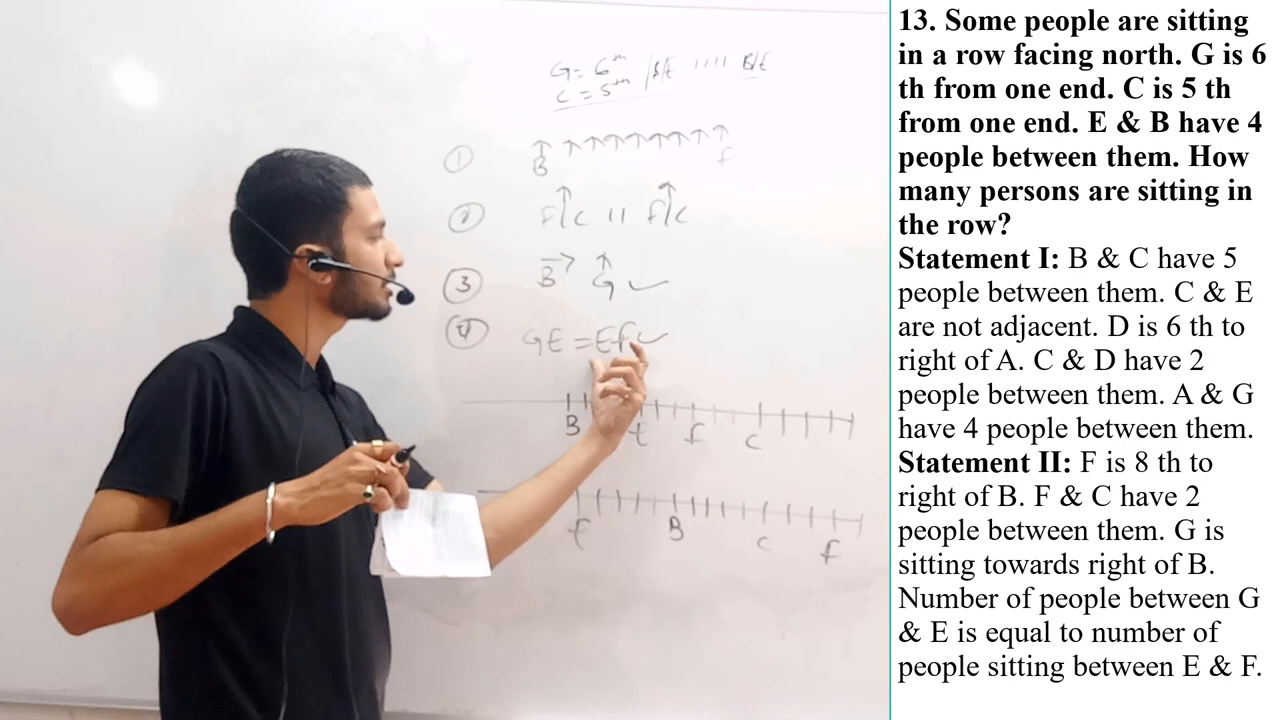 G = 6th
C = 5th / B/E ı ı ı ı B/E
① B f
② F/C ıı f/C
③ B G ✓
④ GE = Ef ✓
B f C
f B C f
13. Some people are sitting
in a row facing north. G is 6
th from one end. C is 5 th
from one end. E & B have 4
people between them. How
many persons are sitting in
the row?
Statement I: B & C have 5
people between them. C & E
are not adjacent. D is 6 th to
right of A. C & D have 2
people between them. A & G
have 4 people between them.
Statement II: F is 8 th to
right of B. F & C have 2
people between them. G is
sitting towards right of B.
Number of people between G
& E is equal to number of
people sitting between E & F.